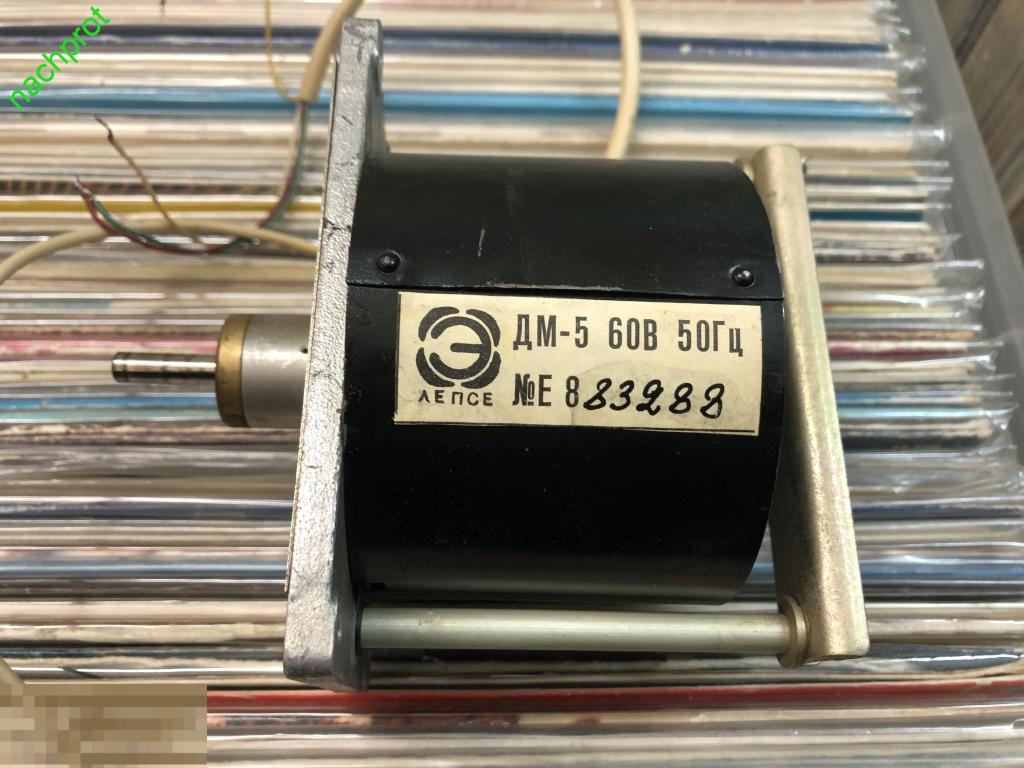 nachprot
ДМ-5 60В 50Гц
ЛЕПСЕ
№Е 883288